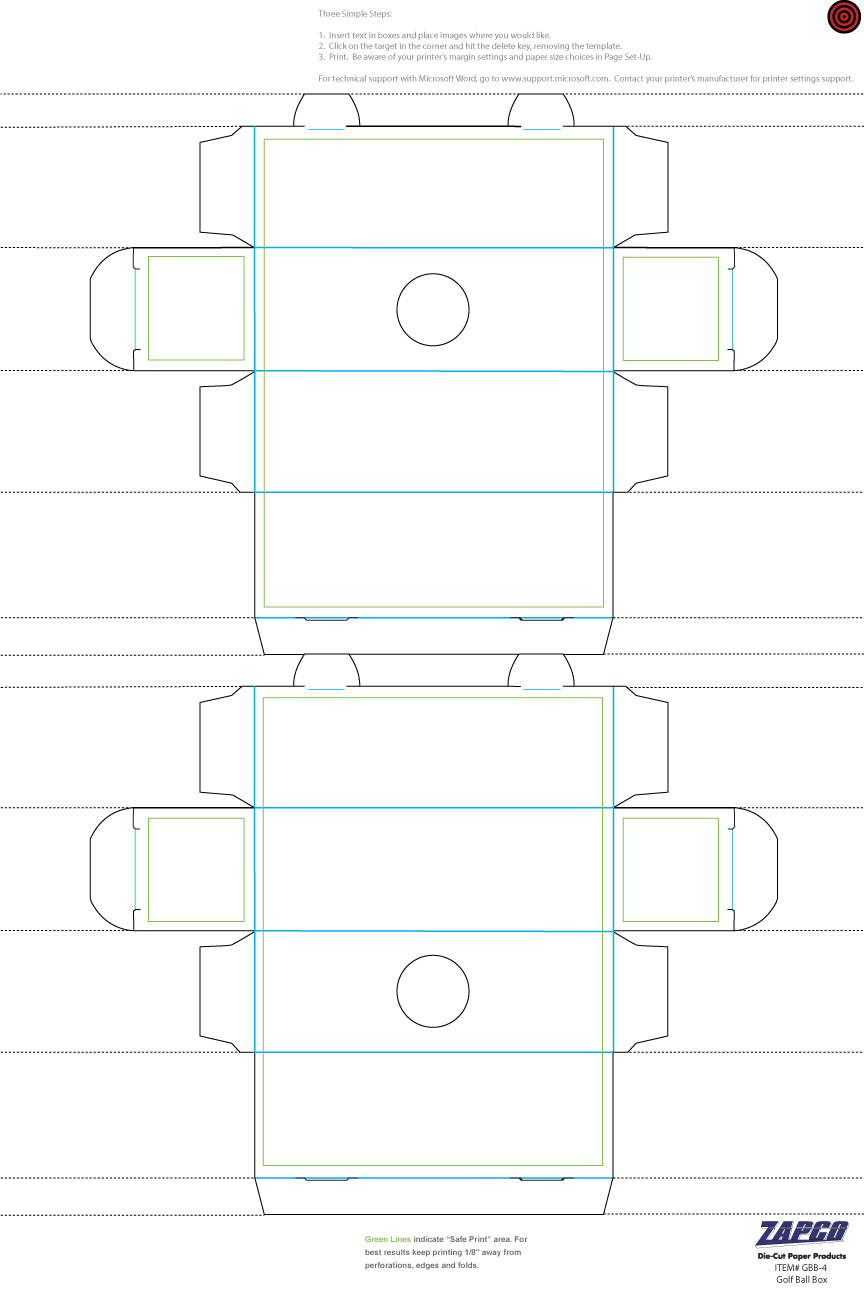 Three Simple Steps:
1.  Insert text in boxes and place images where you would like.
2.  Click on the target in the corner and hit the delete key, removing the template.
3.  Print.  Be aware of your printer's margin settings and paper size choices in Page Set-Up.
For technical support with Microsoft Word, go to www.support.microsoft.com.  Contact your printer's manufacturer for printer settings support.
Green Lines indicate “Safe Print” area. For
best results keep printing 1/8" away from
perforations, edges and folds.
ZAPCO
Die-Cut Paper Products
ITEM# GBB-4
Golf Ball Box